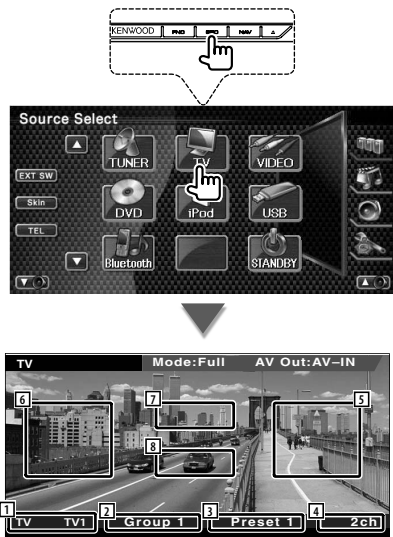 KENWOOD FNC SRC NAV
Source Select
TUNER TV VIDEO
EXT SW
Skin
DVD iPod USB
TEL
Bluetooth STANDBY
TV Mode:Full AV Out:AV–IN
6 7 5
8
1 2 3 4
TV TV1 Group 1 Preset 1 2ch